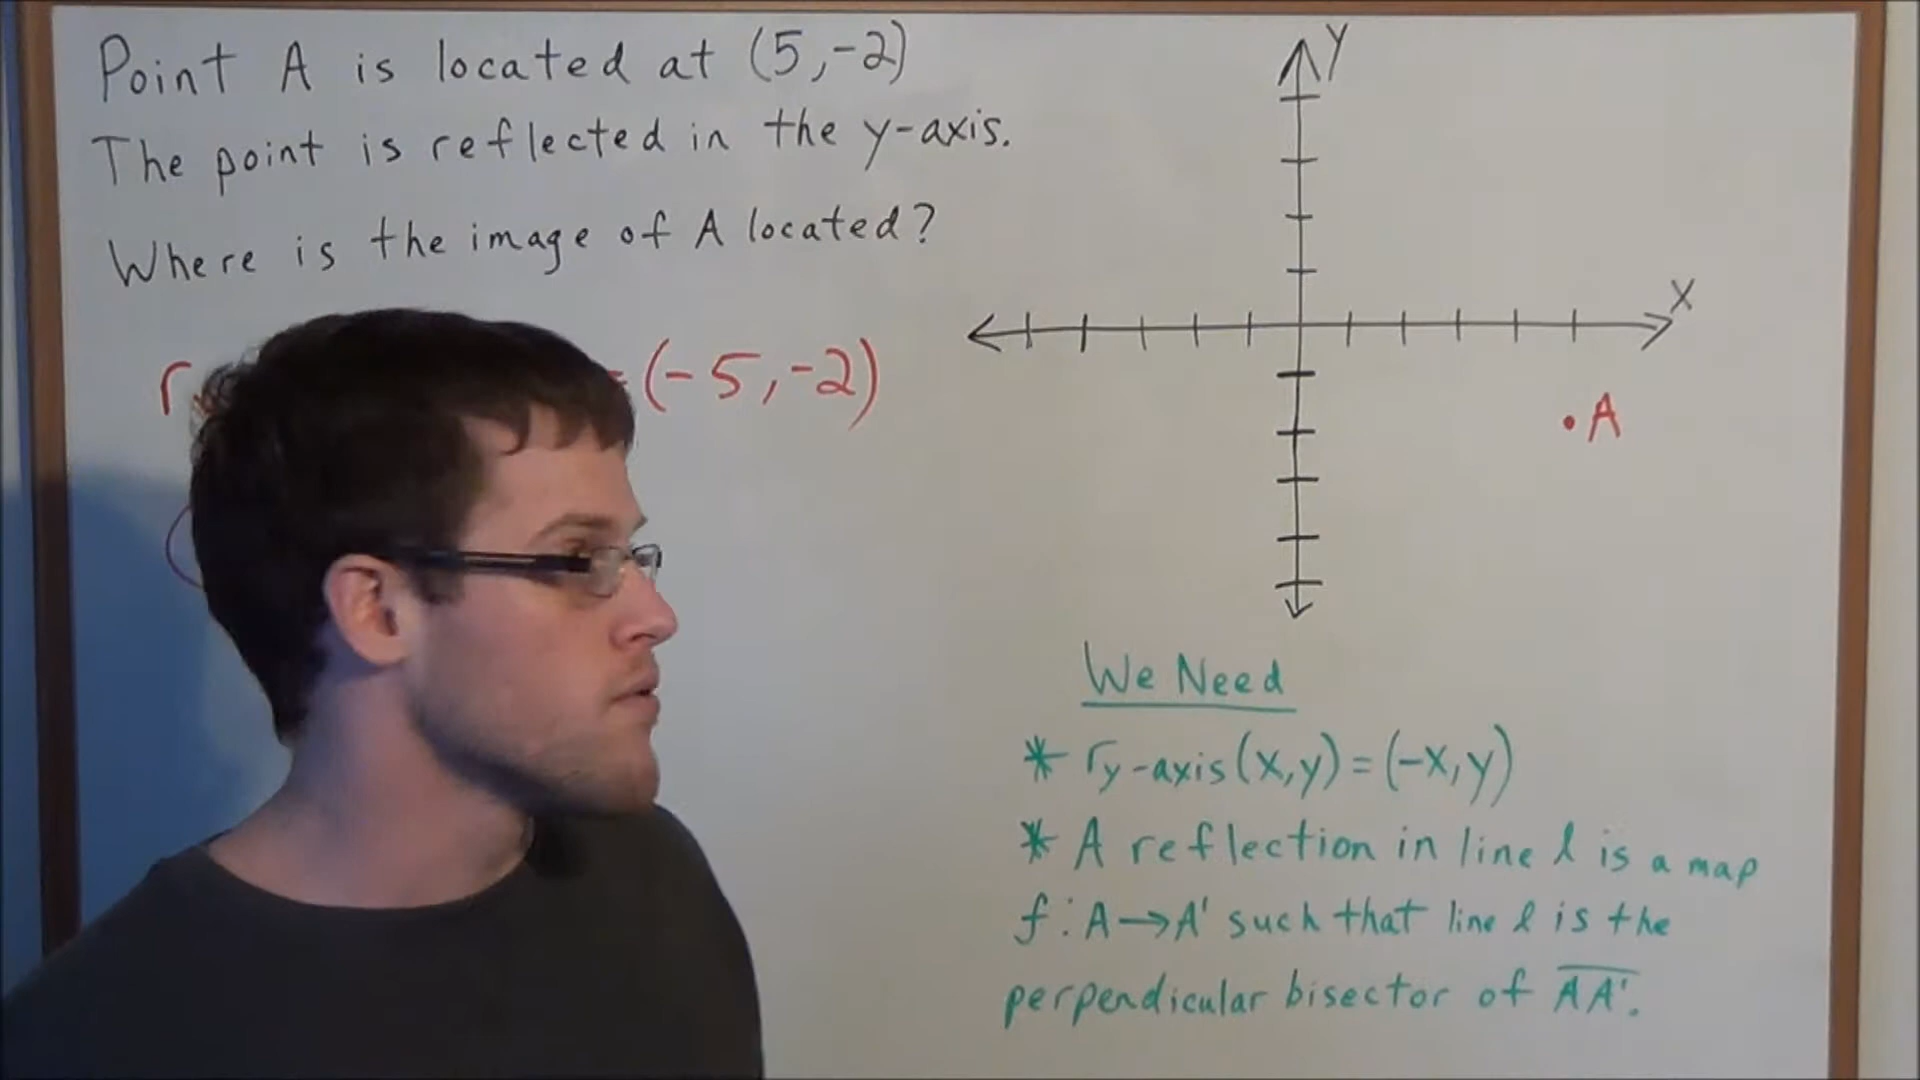 Point A is located at (5,-2)
The point is reflected in the y-axis.
Where is the image of A located?
r =(-5,-2)
Y
X
A
We Need
* ry-axis(x,y)=(-x,y)
* A reflection in line l is a map
f:A→A' such that line l is the
perpendicular bisector of AA'.